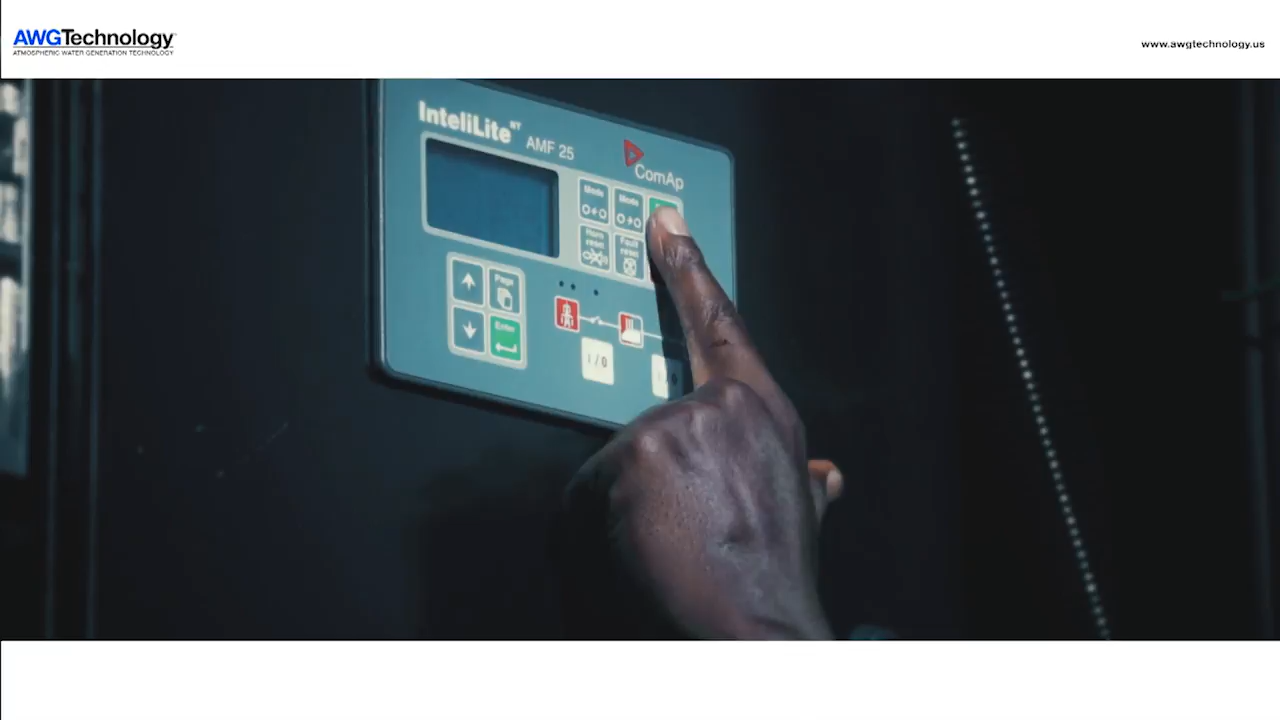 AWGTechnology
ATMOSPHERIC WATER GENERATION TECHNOLOGY
www.awgtechnology.us
InteliLite NT AMF 25
ComAp
Mode
Mode
Horn reset
Fault reset
Page
Enter
I / 0